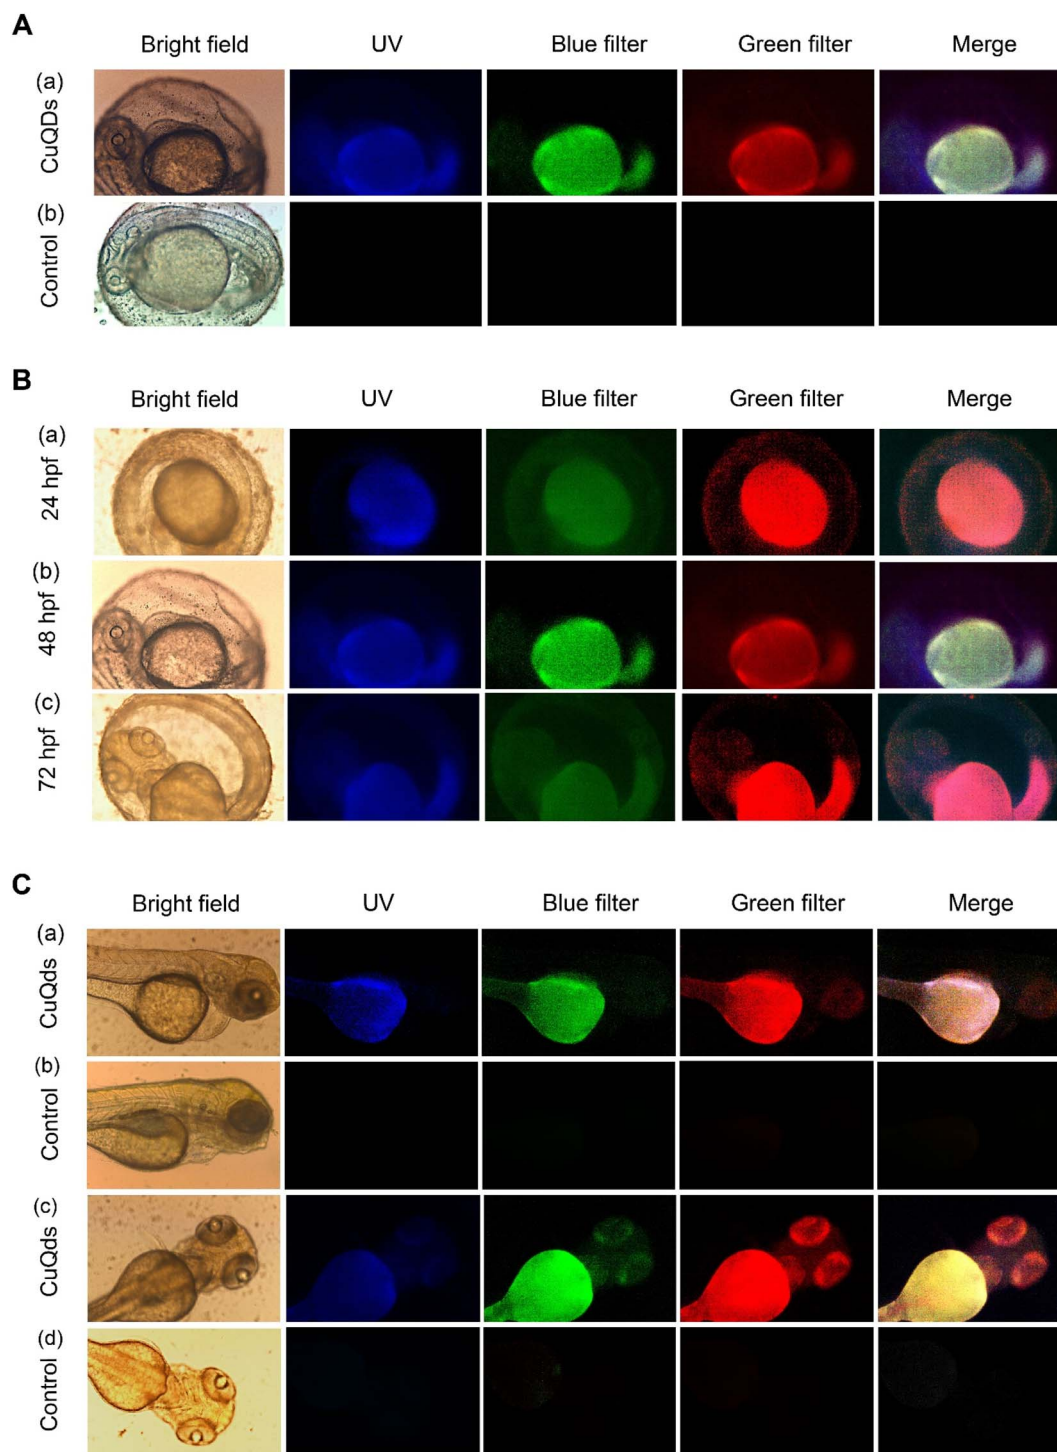 A
Bright field UV Blue filter Green filter Merge
(a)
CuQDs
(b)
Control
B
Bright field UV Blue filter Green filter Merge
(a)
24 hpf
(b)
48 hpf
(c)
72 hpf
C
Bright field UV Blue filter Green filter Merge
(a)
CuQds
(b)
Control
(c)
CuQds
(d)
Control